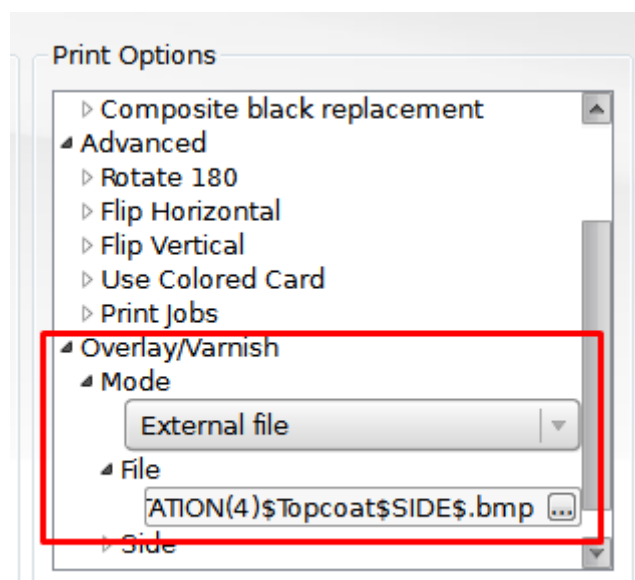 Print Options
Composite black replacement
Advanced
Rotate 180
Flip Horizontal
Flip Vertical
Use Colored Card
Print Jobs
Overlay/Varnish
Mode
External file
File
ATION(4)$Topcoat$SIDE$.bmp ...
Side